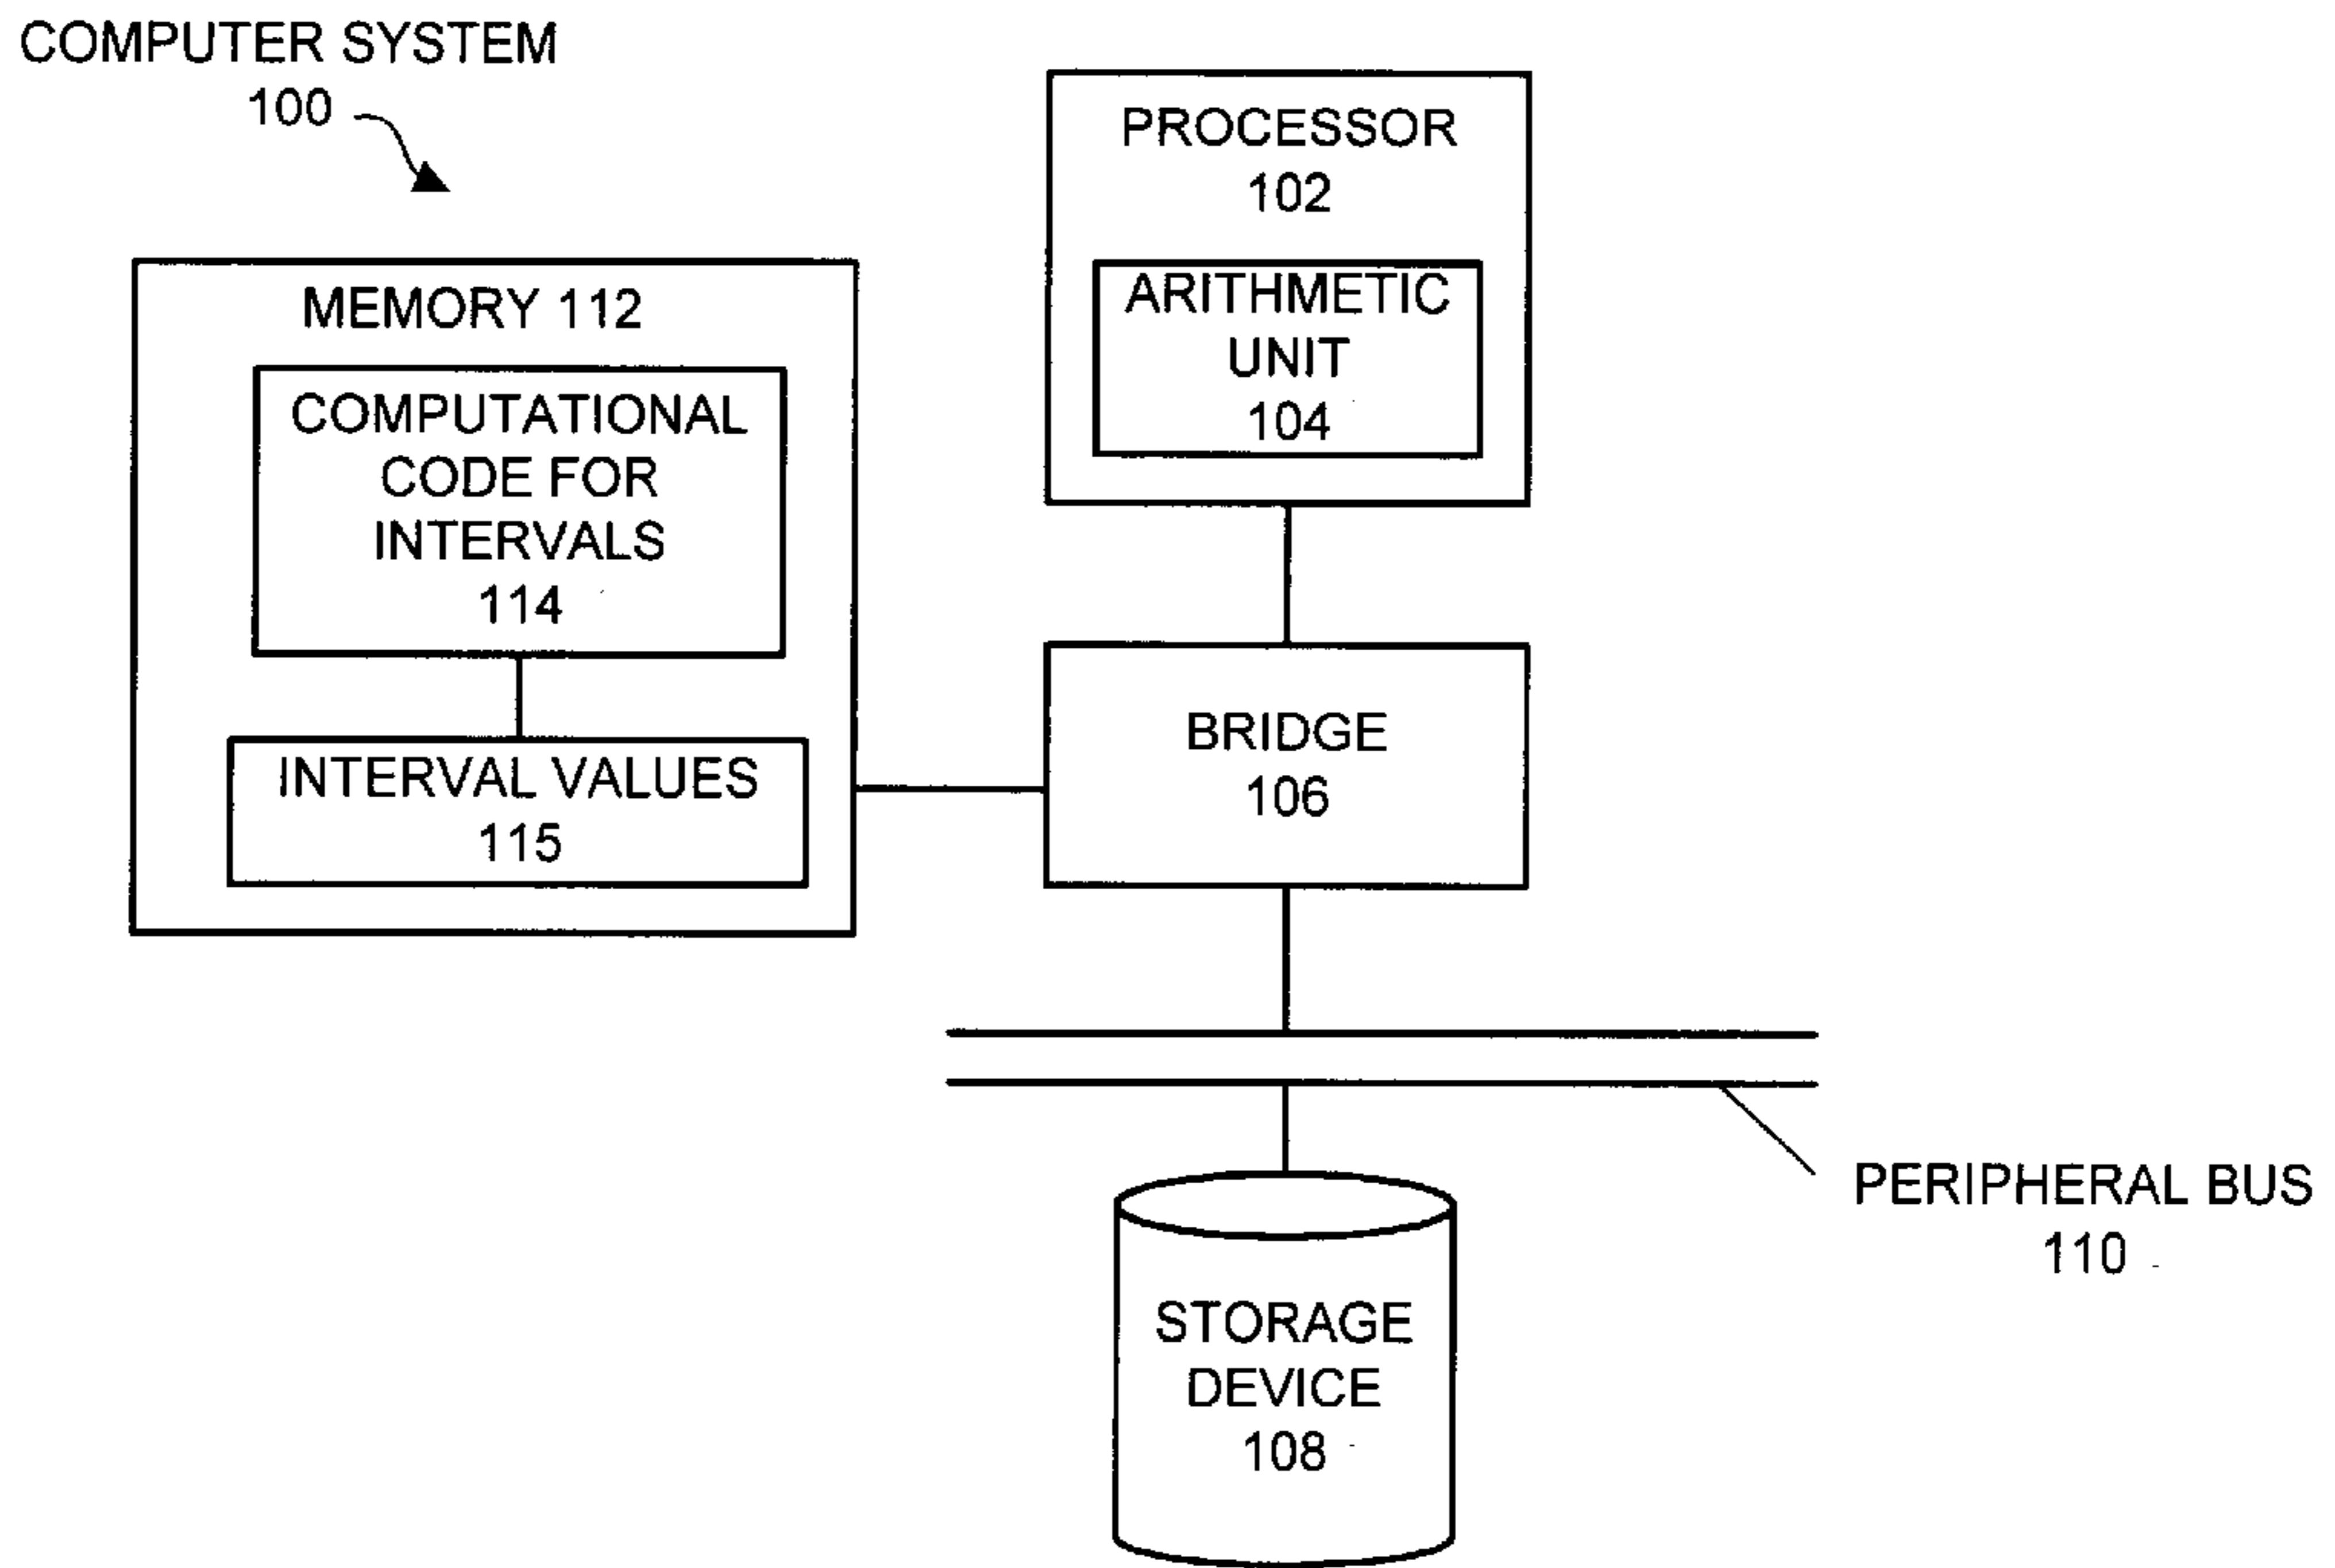 COMPUTER SYSTEM
100
PROCESSOR
102
ARITHMETIC
UNIT
104
MEMORY 112
COMPUTATIONAL
CODE FOR
INTERVALS
114
INTERVAL VALUES
115
BRIDGE
106
PERIPHERAL BUS
110
STORAGE
DEVICE
108